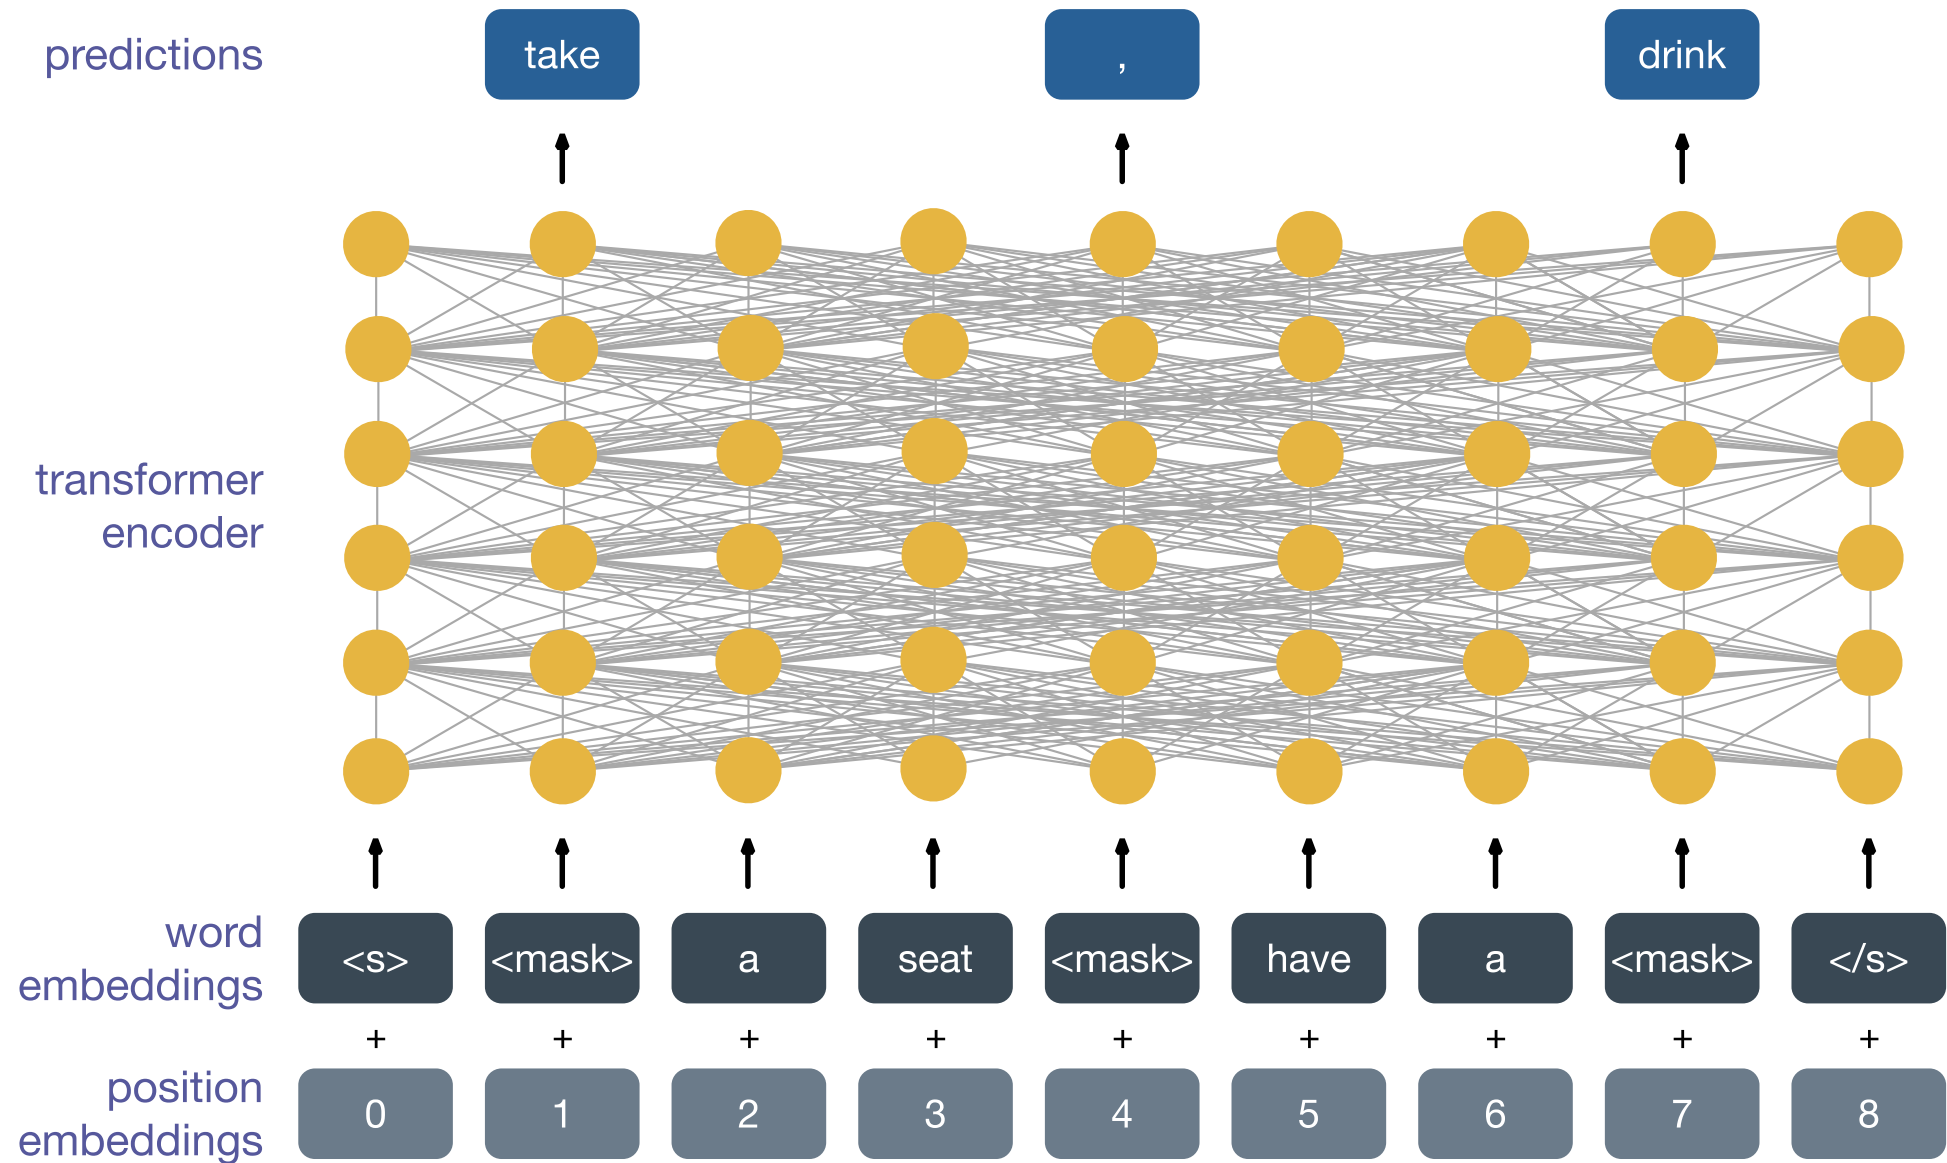 predictions take , drink
transformer
encoder
word
embeddings <s> <mask> a seat <mask> have a <mask> </s>
+ + + + + + + + +
position
embeddings 0 1 2 3 4 5 6 7 8